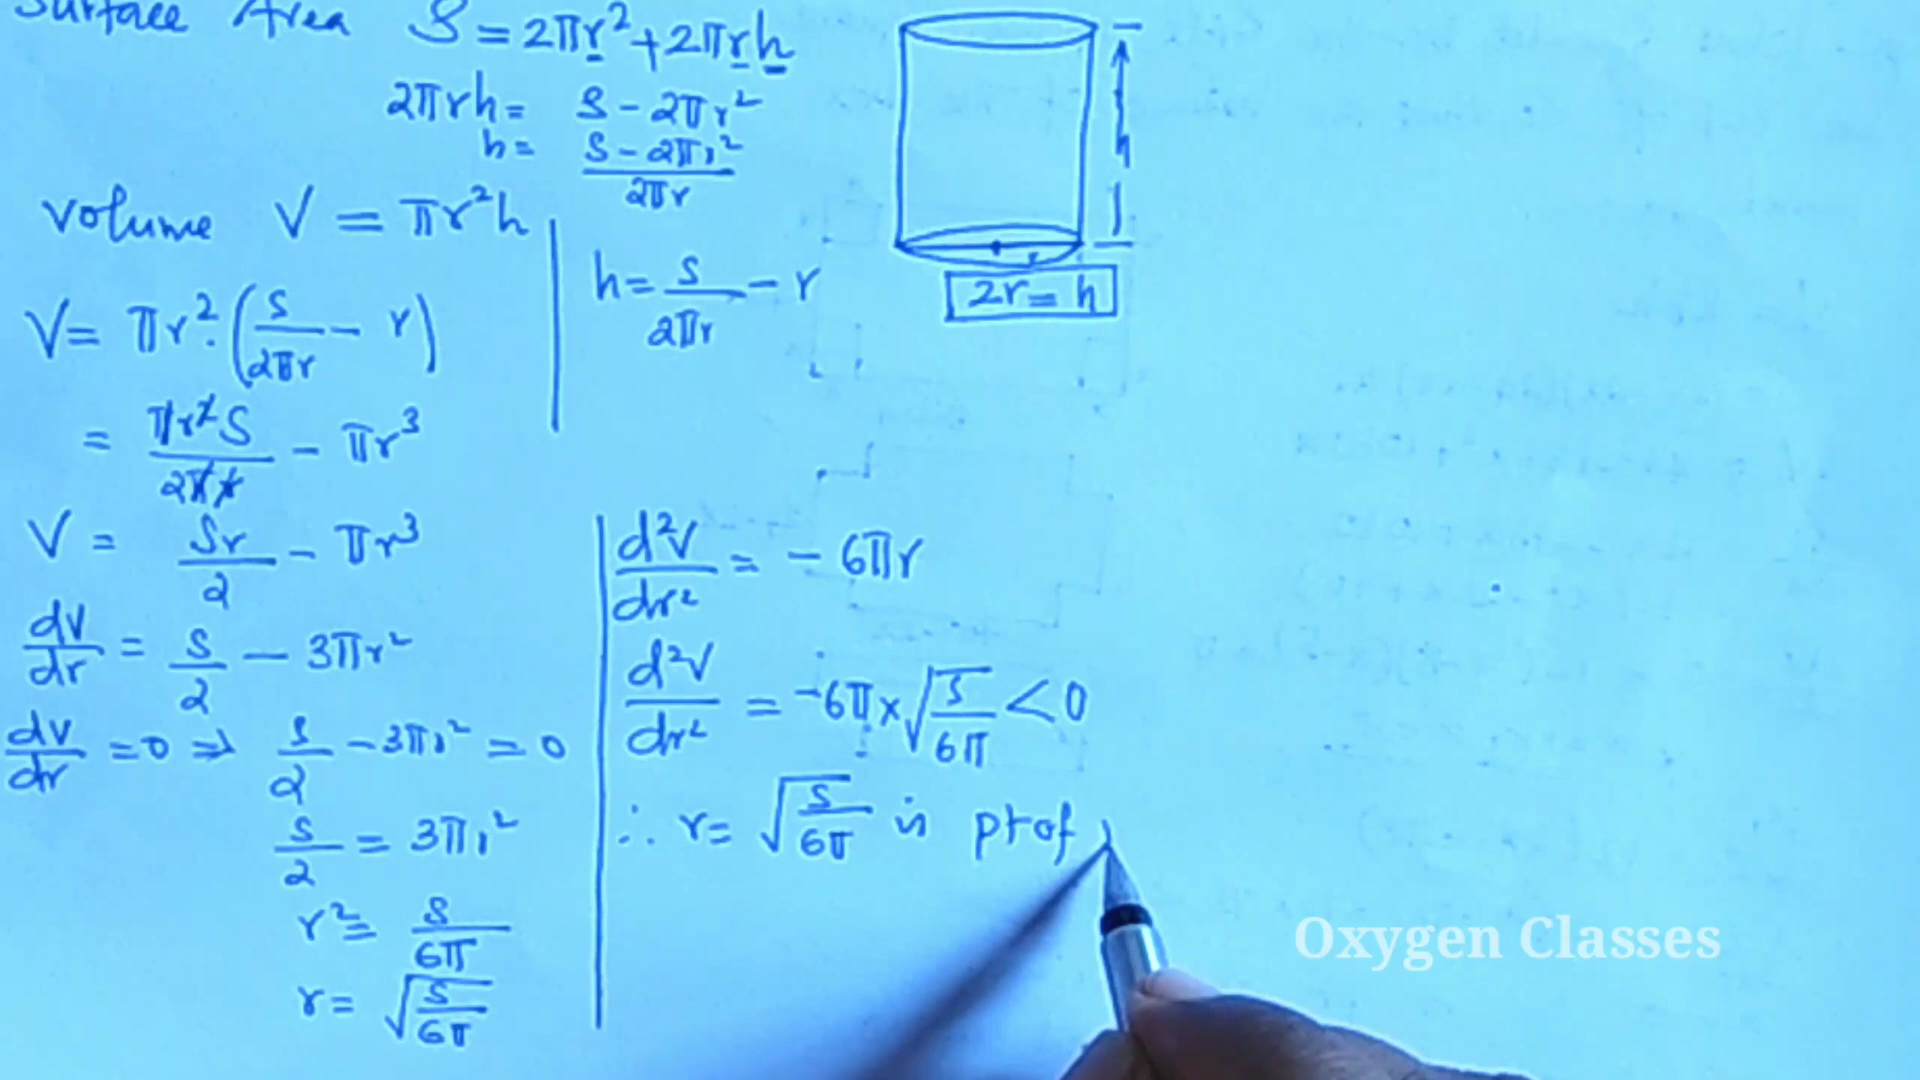 Surface Area S = 2πr² + 2πrh
2πrh = S - 2πr²
h = S - 2πr² / 2πr
h
r
2r = h
Volume V = πr²h
h = S/2πr - r
V = πr² · (S/2πr - r)
= πr²S/2πr - πr³
V = Sr/2 - πr³
dV/dr = S/2 - 3πr²
dV/dr = 0 ⇒ S/2 - 3πr² = 0
S/2 = 3πr²
r² = S/6π
r = √S/6π
d²V/dr² = - 6πr
d²V/dr² = -6π × √S/6π < 0
∴ r = √S/6π is pt of
Oxygen Classes